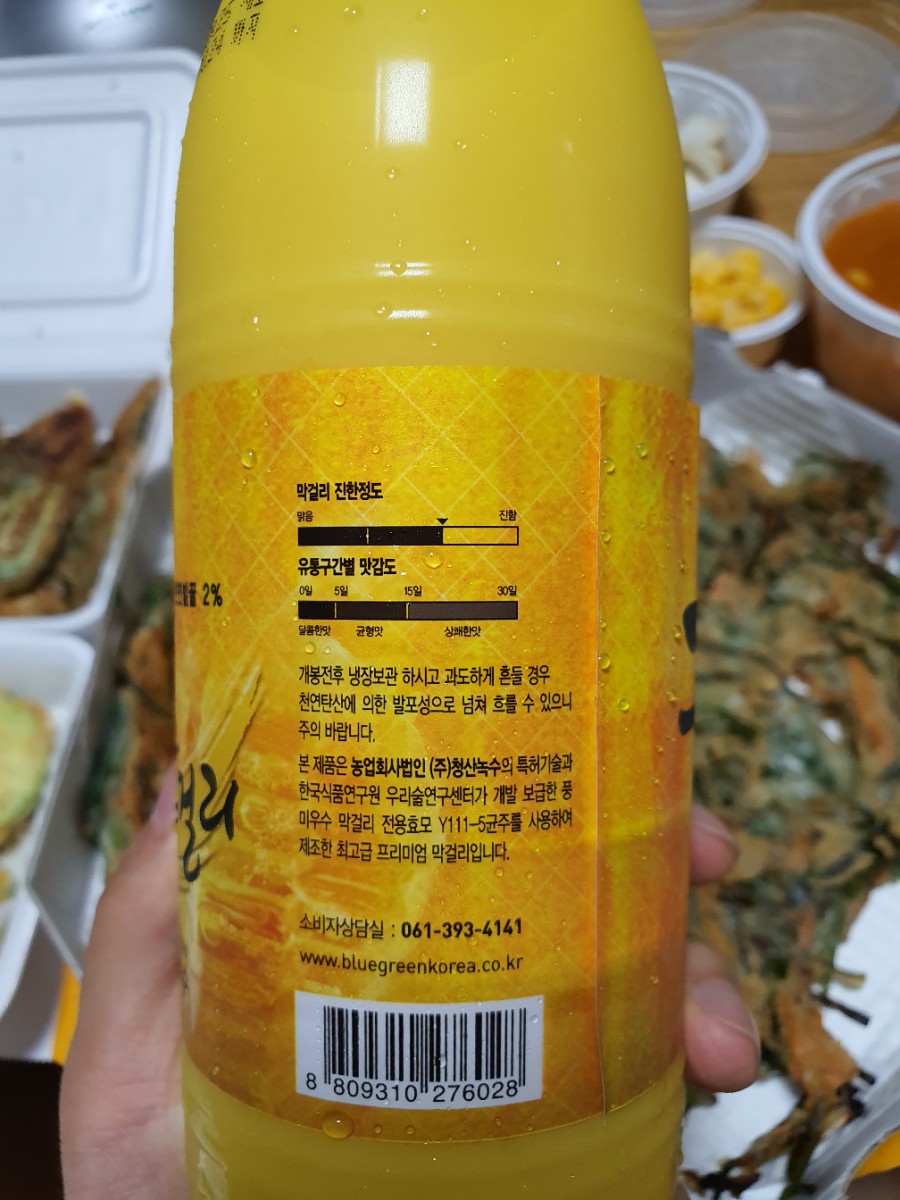 막걸리 진한정도
맑음 진함
유통구간별 맛감도
0일 5일 15일 30일
달콤한맛 균형맛 상쾌한맛
벌꿀 2%
개봉전후 냉장보관 하시고 과도하게 흔들 경우
천연탄산에 의한 발포성으로 넘쳐 흐를 수 있으니
주의 바랍니다.
본 제품은 농업회사법인 (주)청산녹수의 특허기술과
한국식품연구원 우리술연구센터가 개발 보급한 풍
미우수 막걸리 전용효모 Y111-5균주를 사용하여
제조한 최고급 프리미엄 막걸리입니다.
걸리
소비자상담실 : 061-393-4141
www.bluegreenkorea.co.kr
8 809310 276028